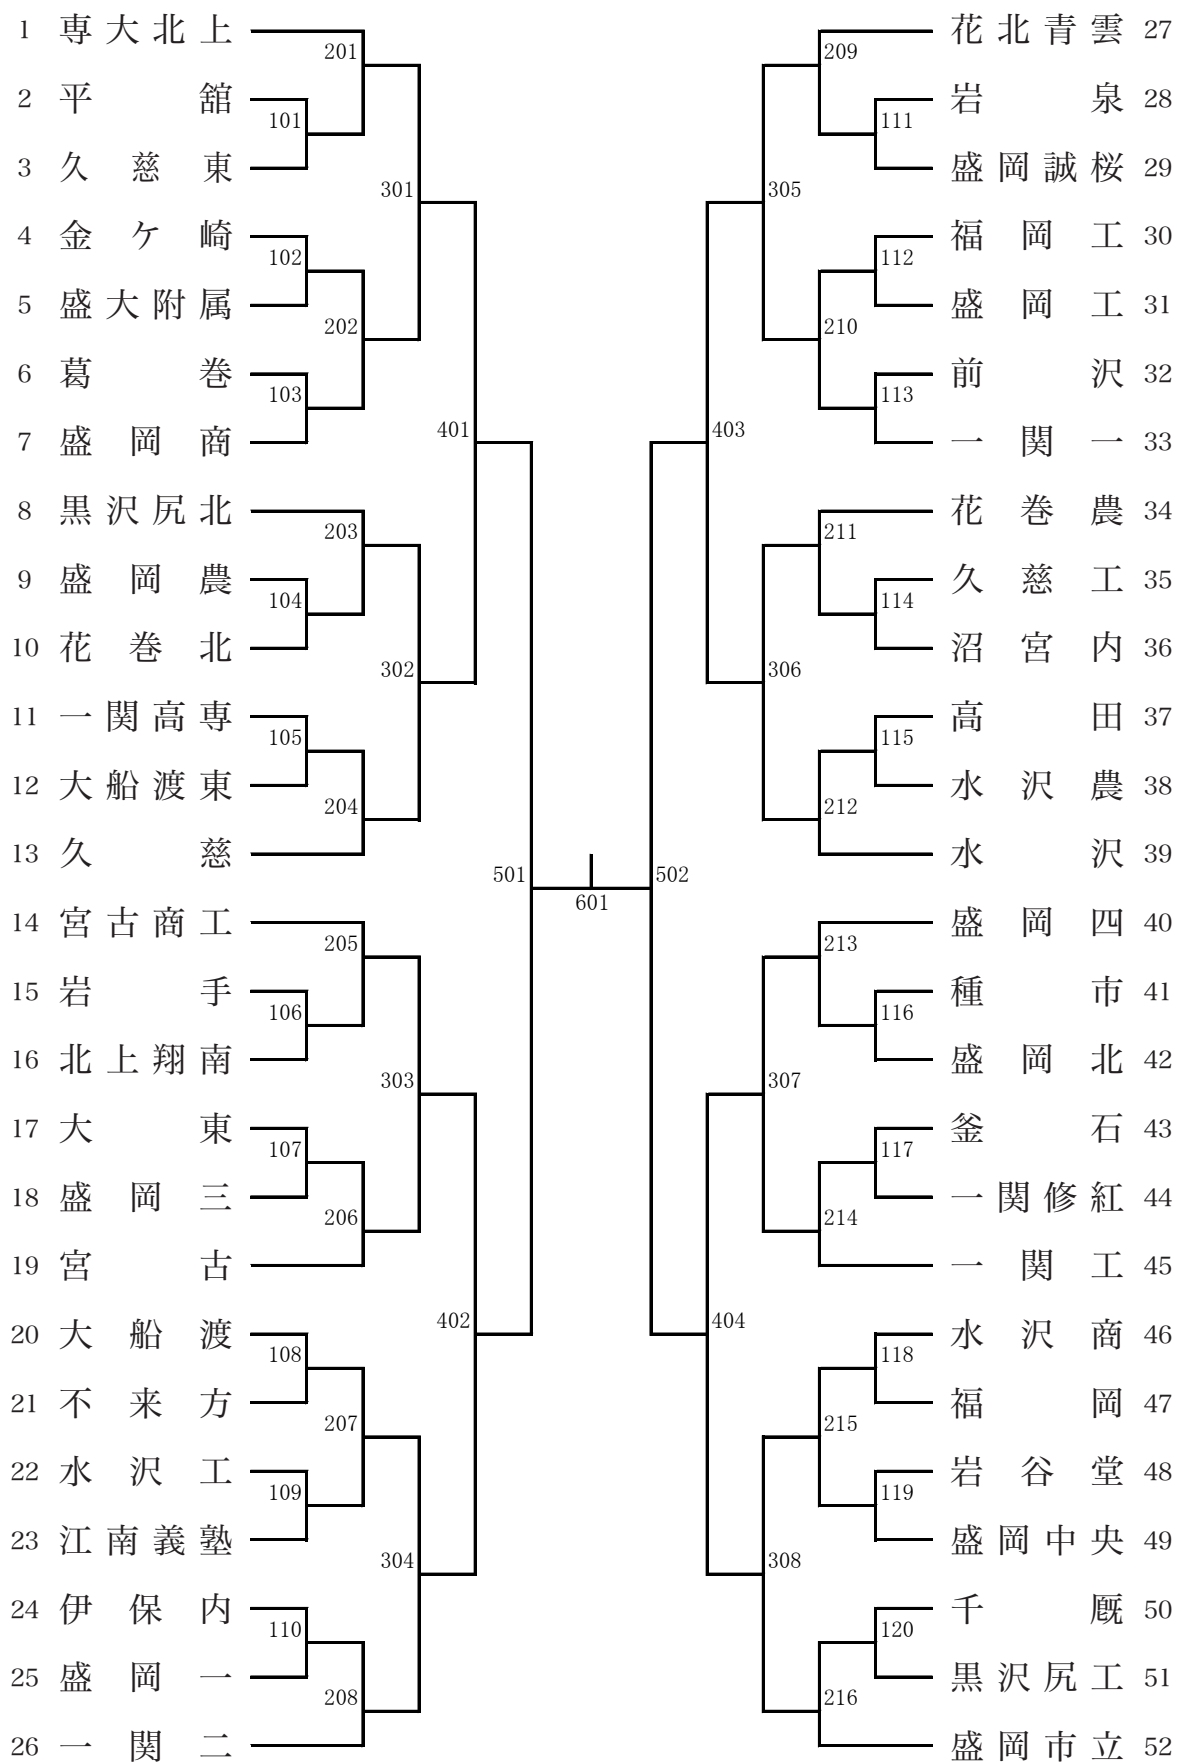 1 専大北上
201
2 平舘
101
3 久慈東
301
4 金ケ崎
102
5 盛大附属
202
6 葛巻
103
7 盛岡商
401
8 黒沢尻北
203
9 盛岡農
104
10 花巻北
302
11 一関高専
105
12 大船渡東
204
13 久慈
501
14 宮古商工
205
15 岩手
106
16 北上翔南
303
17 大東
107
18 盛岡三
206
19 宮古
402
20 大船渡
108
21 不来方
207
22 水沢工
109
23 江南義塾
304
24 伊保内
110
25 盛岡一
208
26 一関二
601
花北青雲 27
209
岩泉 28
111
盛岡誠桜 29
305
福岡工 30
112
盛岡工 31
210
前沢 32
113
一関一 33
403
花巻農 34
211
久慈工 35
114
沼宮内 36
306
高田 37
115
水沢農 38
212
水沢 39
502
盛岡四 40
213
種市 41
116
盛岡北 42
307
釜石 43
117
一関修紅 44
214
一関工 45
404
水沢商 46
118
福岡 47
215
岩谷堂 48
119
盛岡中央 49
308
千厩 50
120
黒沢尻工 51
216
盛岡市立 52